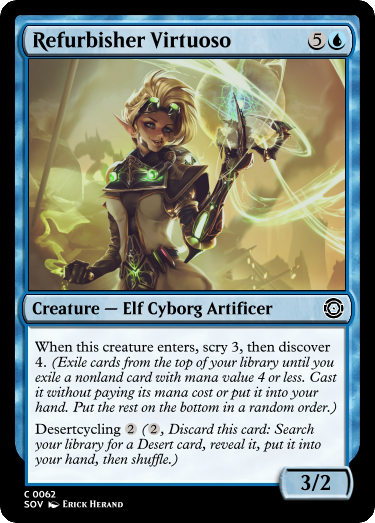 Refurbisher Virtuoso 5
Creature — Elf Cyborg Artificer
When this creature enters, scry 3, then discover
4. (Exile cards from the top of your library until you
exile a nonland card with mana value 4 or less. Cast
it without paying its mana cost or put it into your
hand. Put the rest on the bottom in a random order.)
Desertcycling 2 (2, Discard this card: Search
your library for a Desert card, reveal it, put it into
your hand, then shuffle.)
3/2
C 0062
SOV Erick Herand